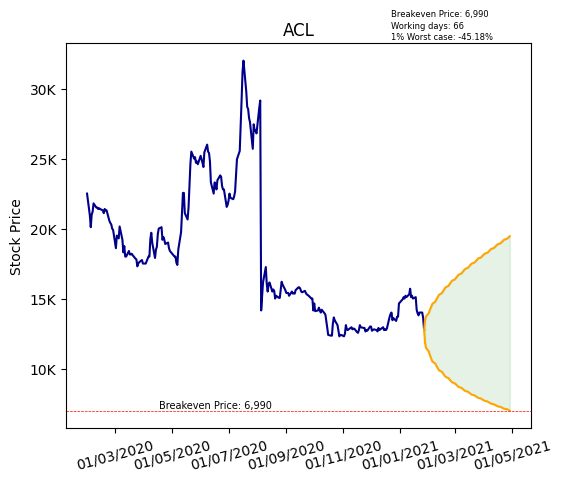 Breakeven Price: 6,990
Working days: 66
1% Worst case: -45.18%
ACL
Stock Price
30K
25K
20K
15K
10K
Breakeven Price: 6,990
01/03/2020 01/05/2020 01/07/2020 01/09/2020 01/11/2020 01/01/2021 01/03/2021 01/05/2021